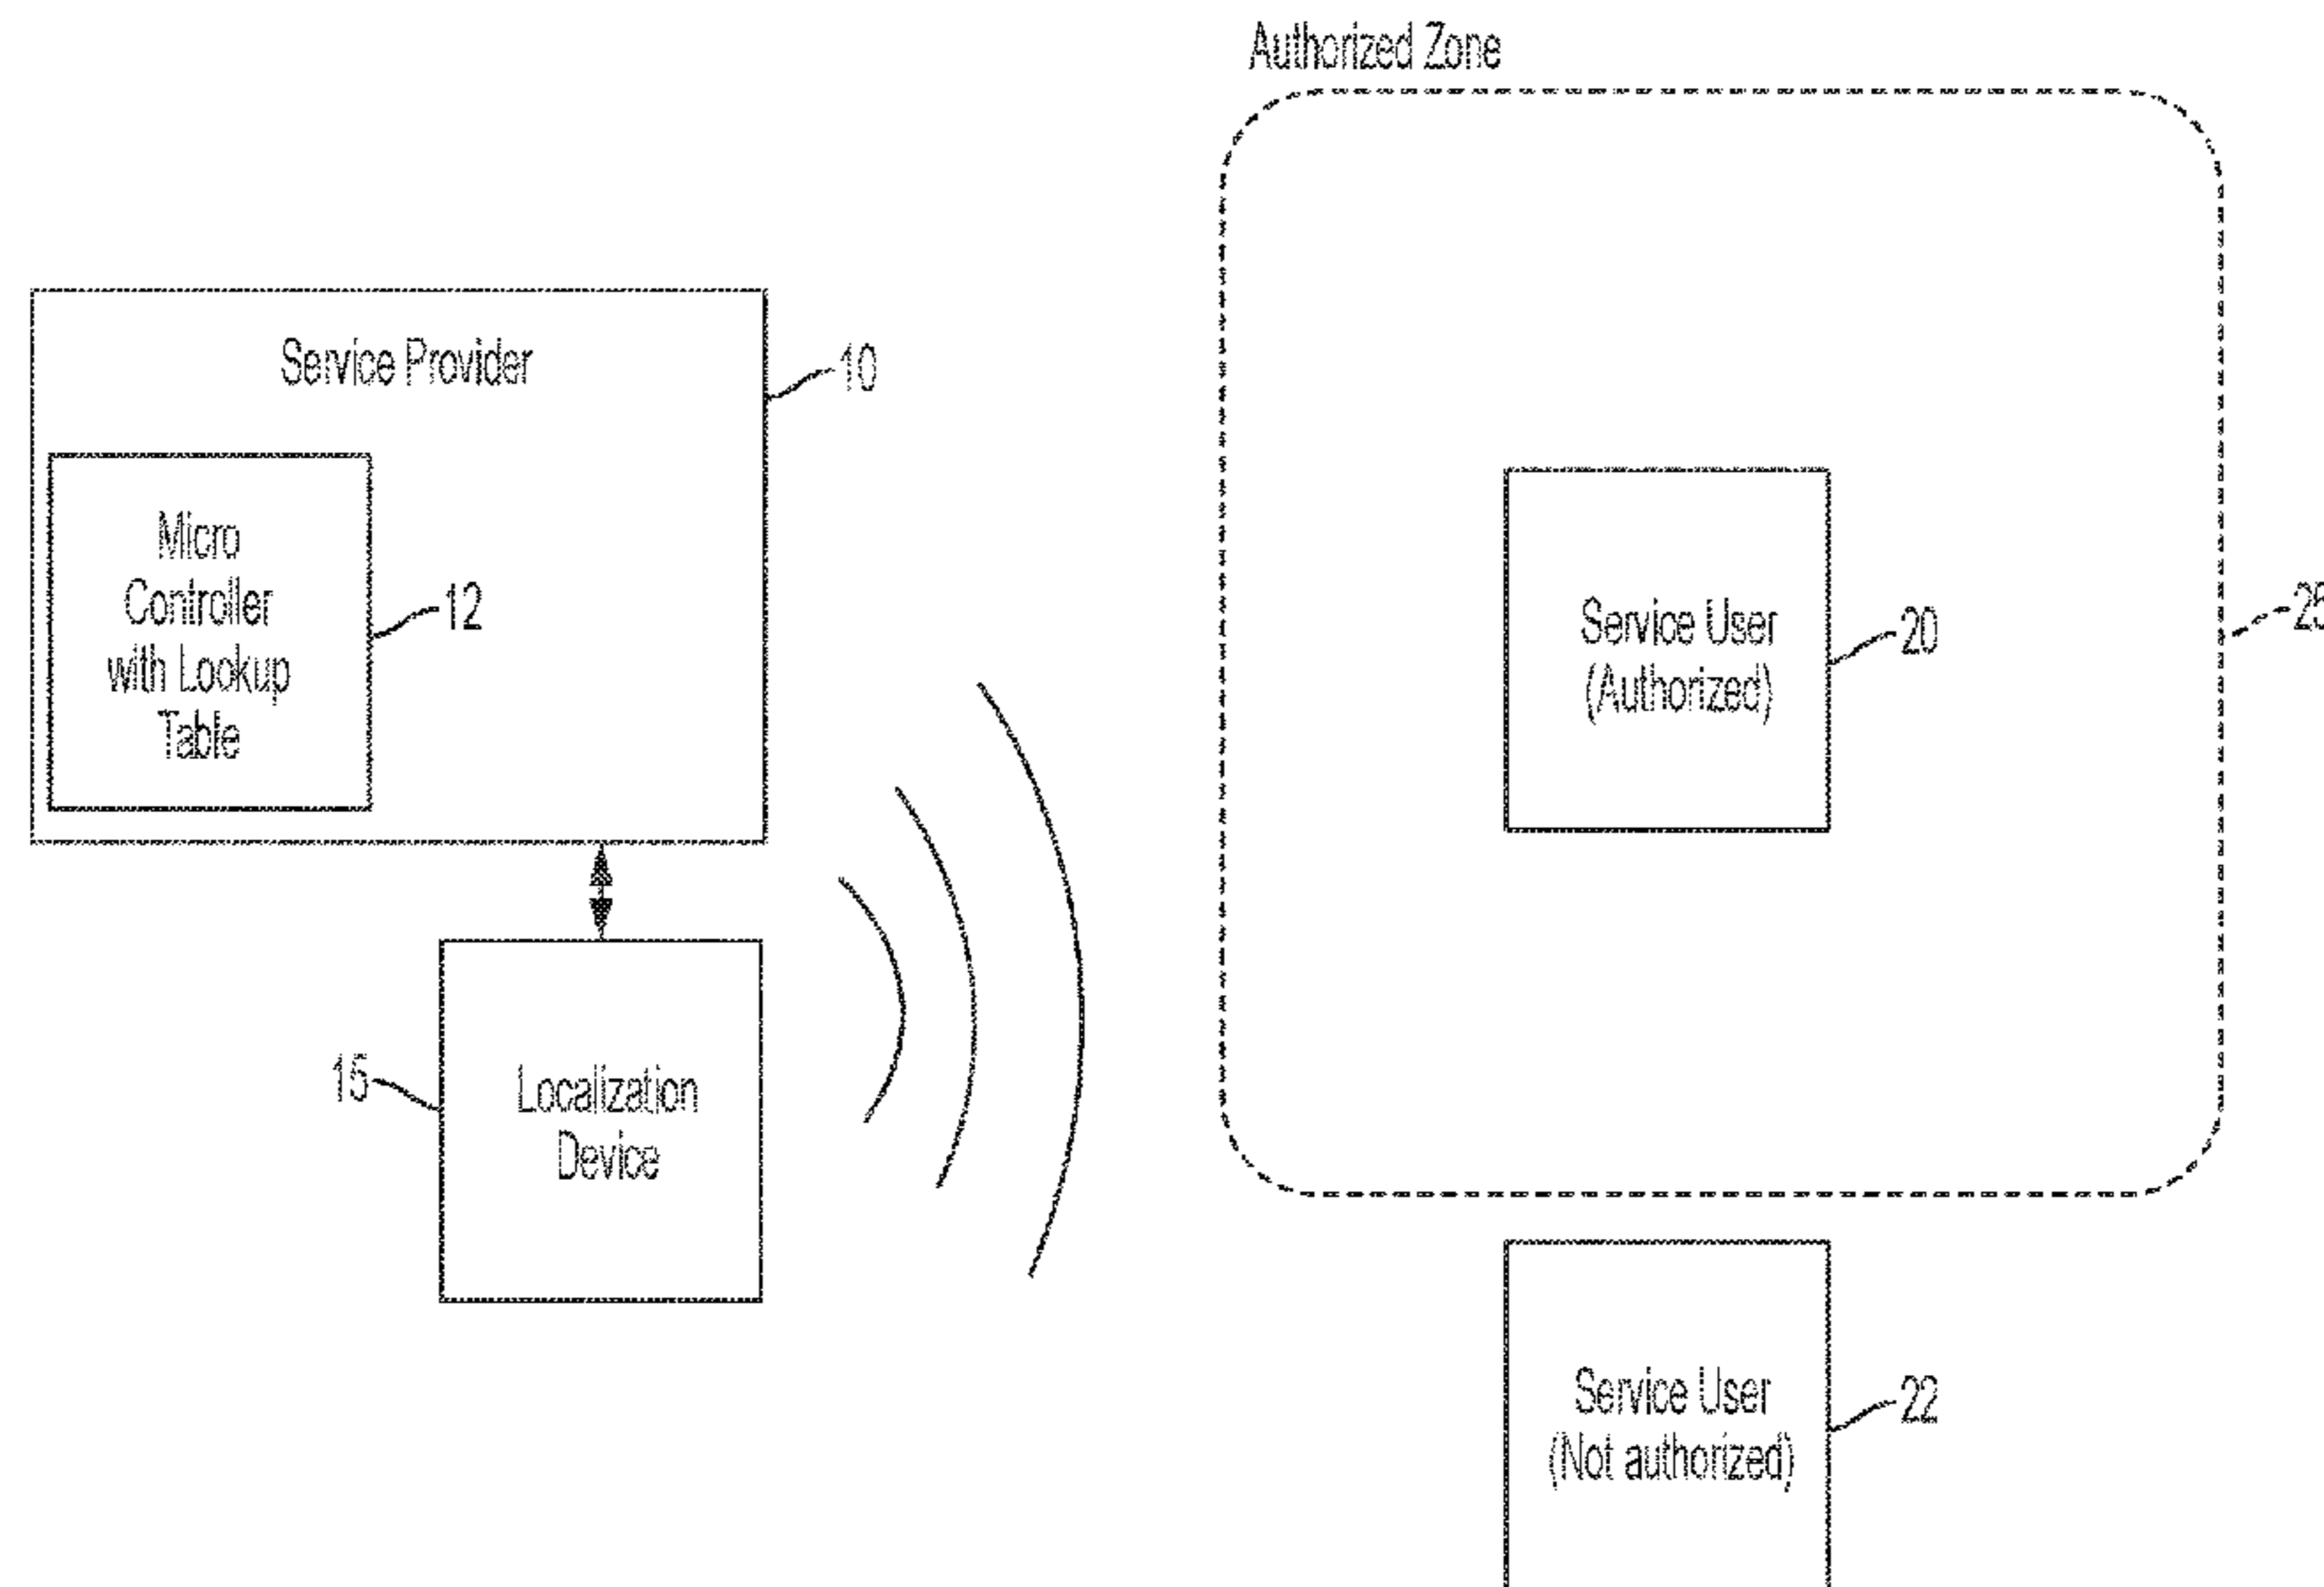 Authorized Zone
Service Provider
10
Micro
Controller
with Lookup
Table
12
Service User
(Authorized)
20
25
15
Localization
Device
Service User
(Not authorized)
22